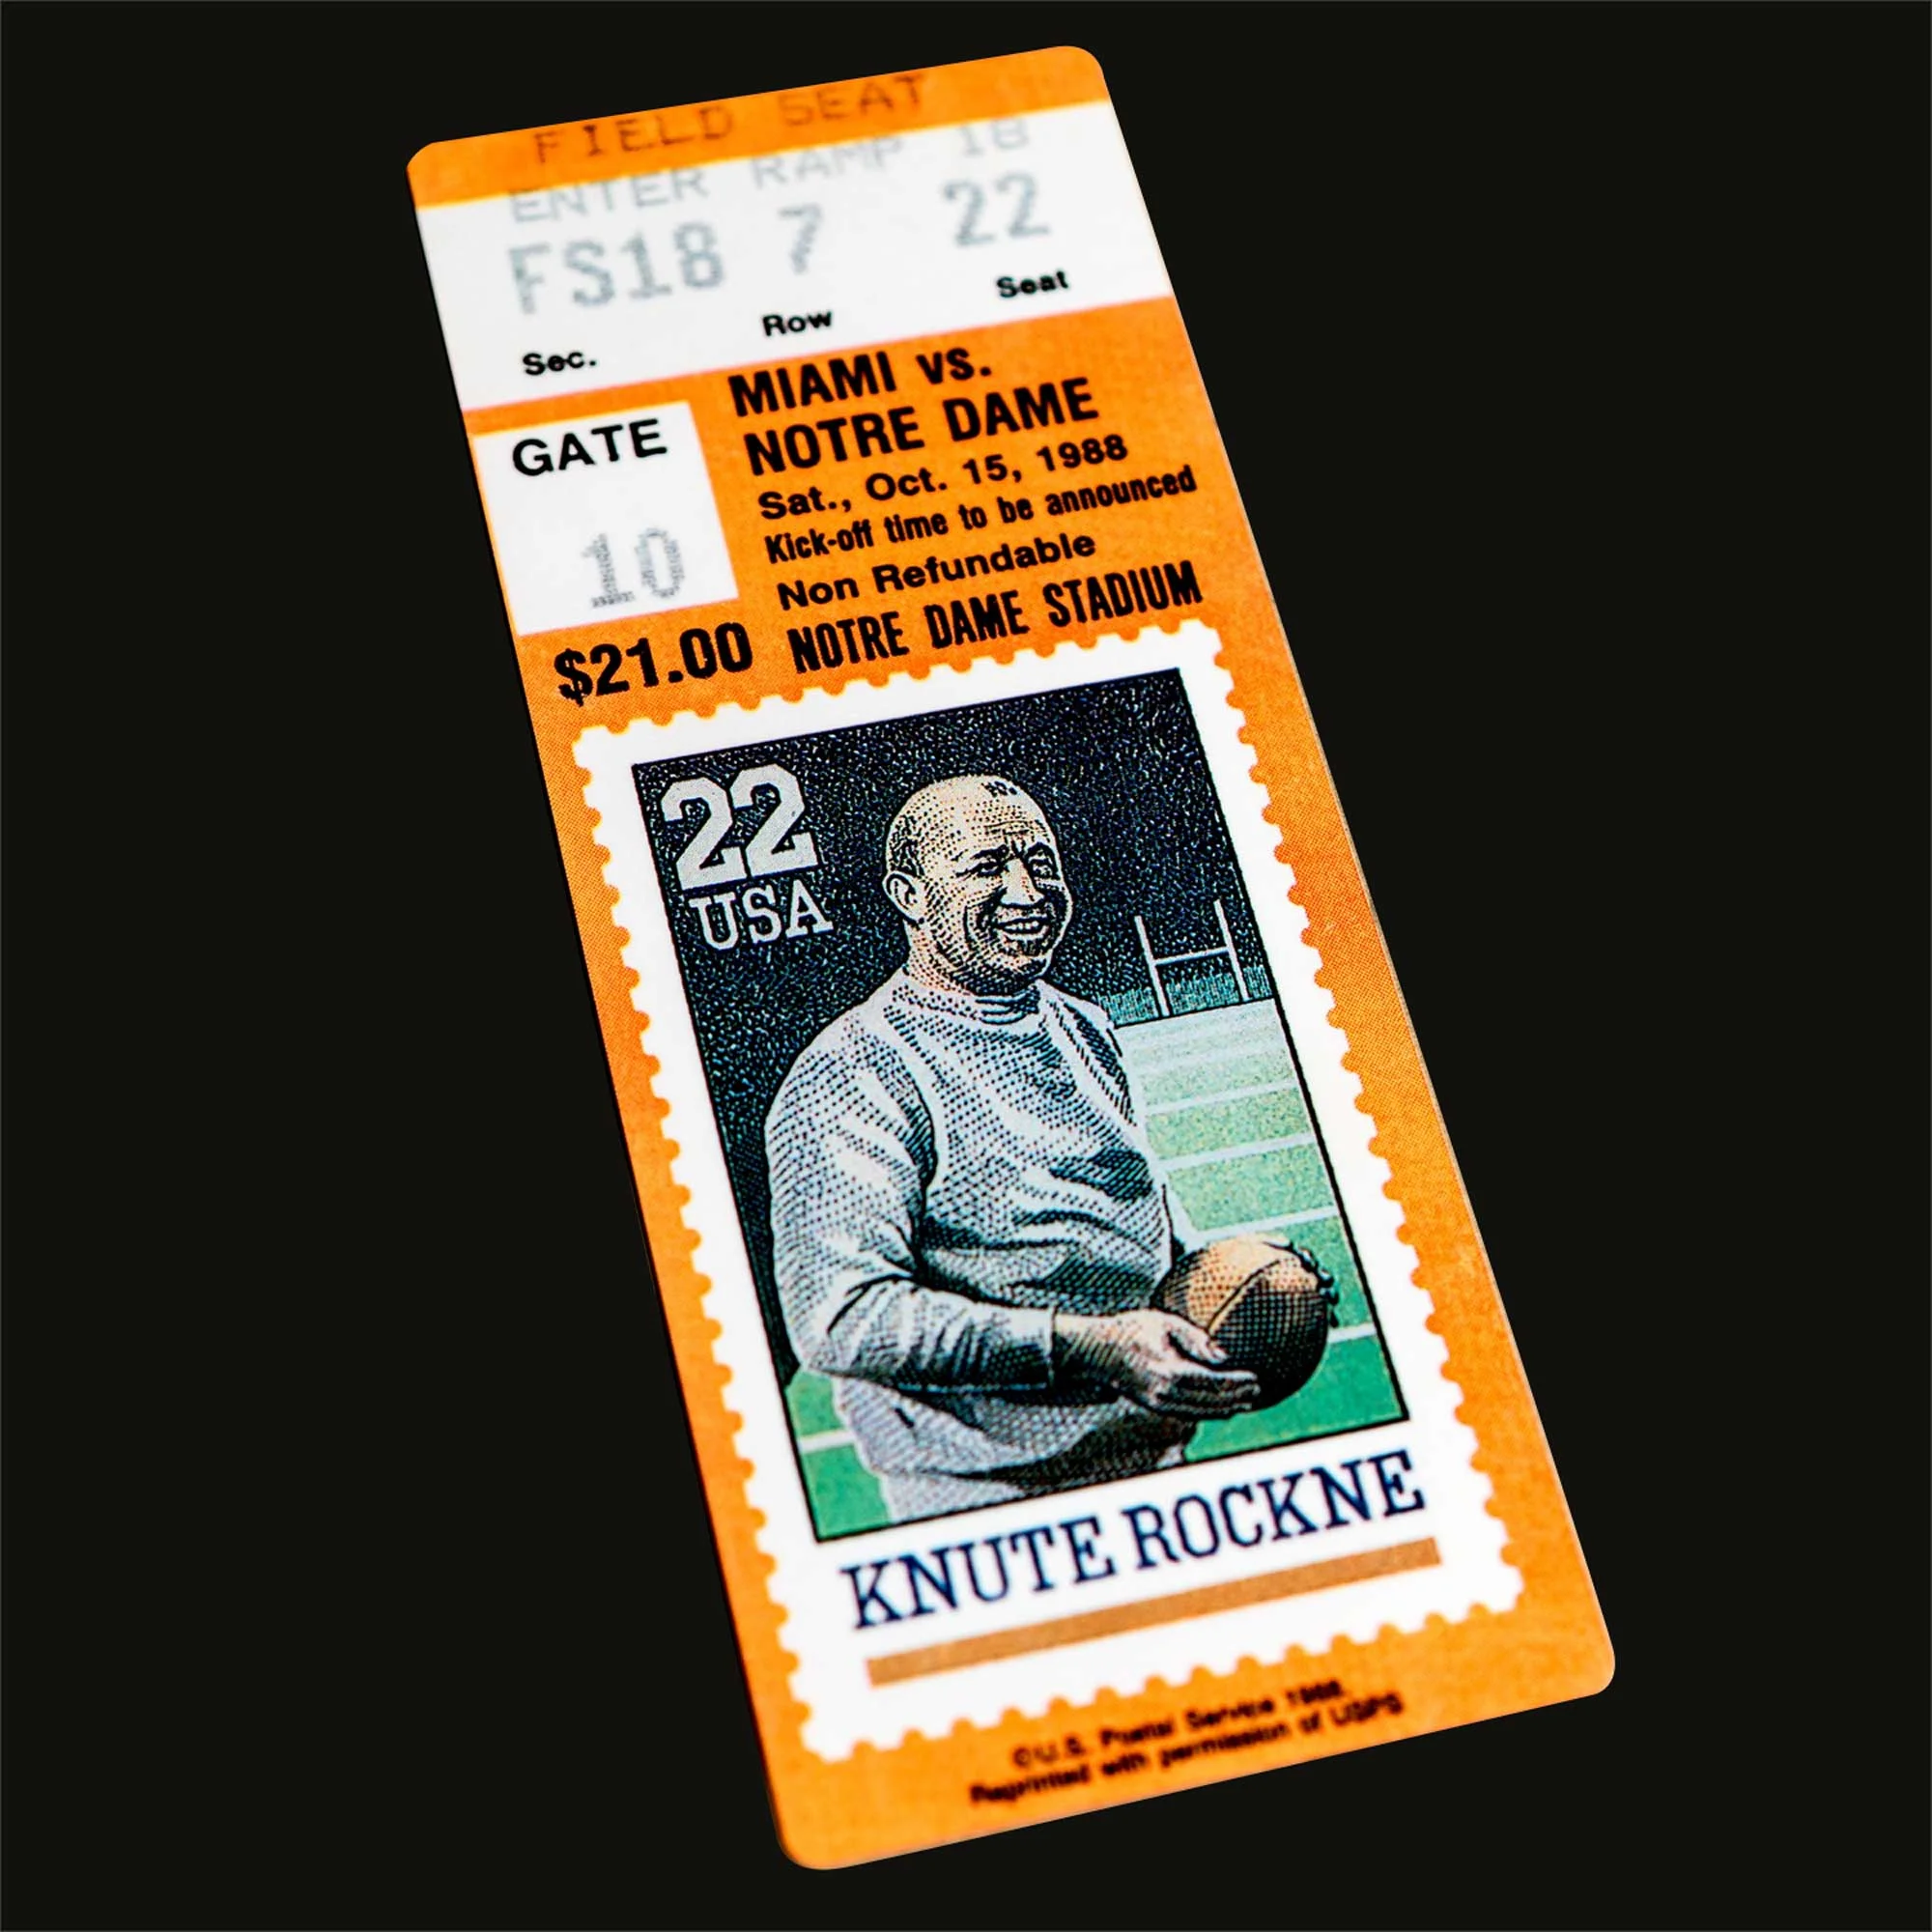 FIELD SEAT
ENTER RAMP 18
FS18 7 22
Sec. Row Seat
GATE
10
MIAMI vs.
NOTRE DAME
Sat., Oct. 15, 1988
Kick-off time to be announced
Non Refundable
$21.00 NOTRE DAME STADIUM
22
USA
KNUTE ROCKNE
©U.S. Postal Service 1988.
Reprinted with permission of USPS